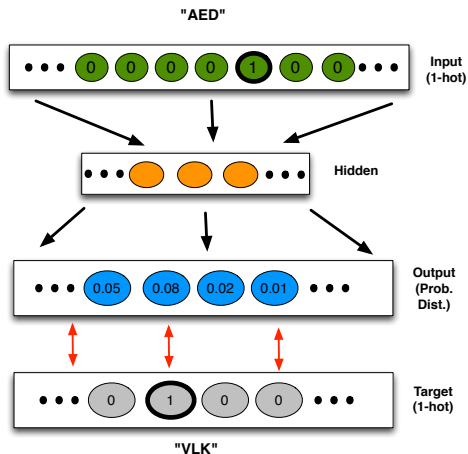 "AED"
0 0 0 0 1 0 0
Input
(1-hot)
Hidden
0.05 0.08 0.02 0.01
Output
(Prob.
Dist.)
0 1 0 0
Target
(1-hot)
"VLK"